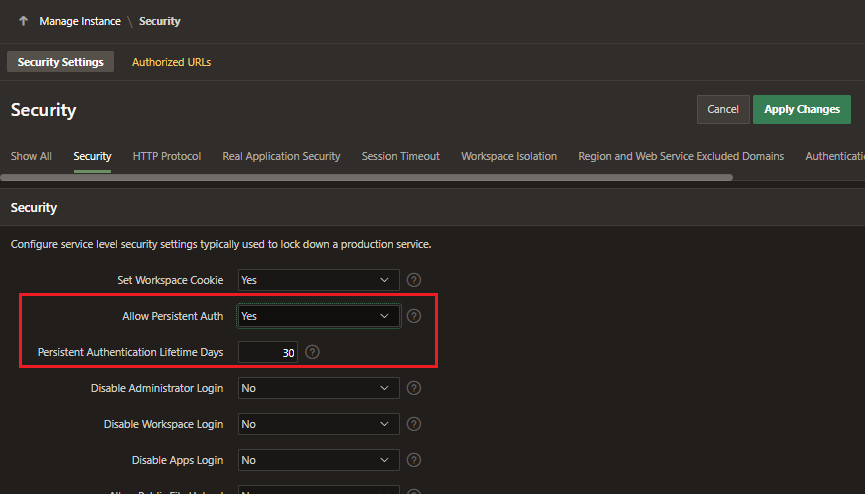 Manage Instance \ Security
Security Settings Authorized URLs
Security Cancel Apply Changes
Show All Security HTTP Protocol Real Application Security Session Timeout Workspace Isolation Region and Web Service Excluded Domains
Security
Configure service level security settings typically used to lock down a production service.
Set Workspace Cookie Yes ?
Allow Persistent Auth Yes ?
Persistent Authentication Lifetime Days 30 ?
Disable Administrator Login No ?
Disable Workspace Login No ?
Disable Apps Login No ?